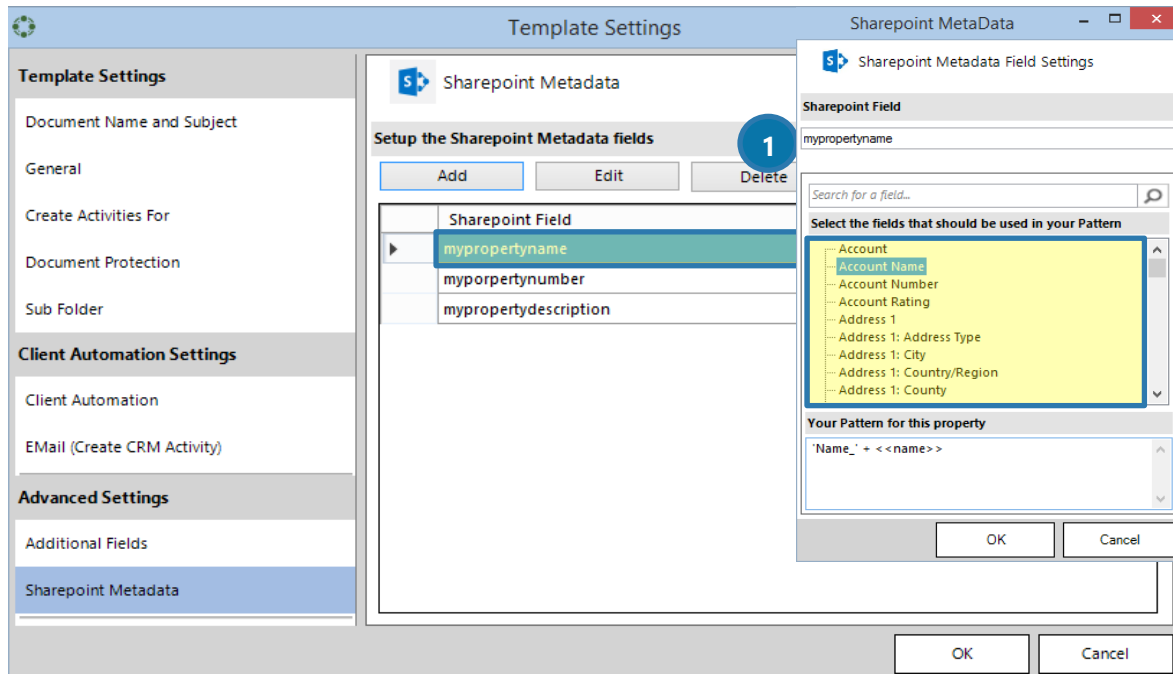 Template Settings
Template Settings
Document Name and Subject
General
Create Activities For
Document Protection
Sub Folder
Client Automation Settings
Client Automation
EMail (Create CRM Activity)
Advanced Settings
Additional Fields
Sharepoint Metadata
S
Sharepoint Metadata
Setup the Sharepoint Metadata fields
1
Add Edit Delete
Sharepoint Field
mypropertyname
myporpertynumber
mypropertydescription
OK Cancel
Sharepoint MetaData
S
Sharepoint Metadata Field Settings
Sharepoint Field
mypropertyname
Search for a field...
Select the fields that should be used in your Pattern
Account
Account Name
Account Number
Account Rating
Address 1
Address 1: Address Type
Address 1: City
Address 1: Country/Region
Address 1: County
Your Pattern for this property
'Name_' + <<name>>
OK Cancel